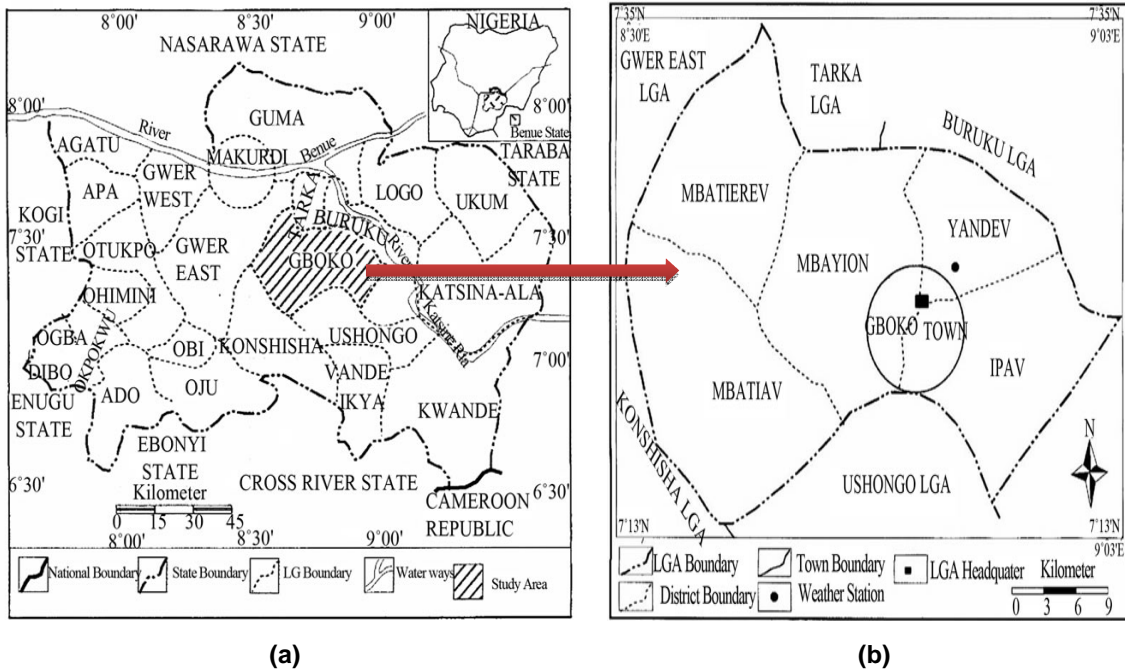 8°00'
8°30'
9°00'
NASARAWA STATE
NIGERIA
Benue State
8°00'
8°00'
GUMA
River
Benue
AGATU
MAKURDI
TARABA
STATE
GWER
WEST
APA
TARKA
LOGO
UKUM
KOGI
STATE
BURUKU
River
7°30'
7°30'
OTUKPO
GWER
EAST
GBOKO
KATSINA-ALA
OHIMINI
OGBA
DIBO
OKPOKWU
OBI
KONSHISHA
USHONGO
Katsina Rin
7°00'
VANDE
IKYA
ADO
OJU
KWANDE
ENUGU
STATE
EBONYI
STATE
CROSS RIVER STATE
6°30'
6°30'
CAMEROON
REPUBLIC
Kilometer
0 15 30 45
8°00'
8°30'
9°00'
National Boundary
State Boundary
LG Boundary
Water ways
Study Area
(a)
7°35'N
8°30'E
7°35'N
9°03'E
GWER EAST
LGA
TARKA
LGA
BURUKU LGA
MBATIEREV
YANDEV
MBAYION
GBOKO TOWN
IPAV
MBATIAV
KONSHISHA LGA
USHONGO LGA
N
7°13'N
7°13'N
9°03'E
LGA Boundary
Town Boundary
LGA Headquater
District Boundary
Weather Station
Kilometer
0 3 6 9
(b)